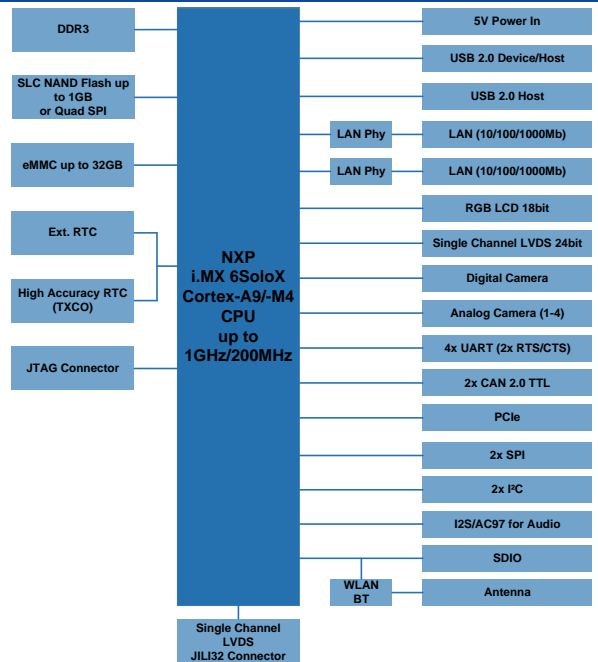 DDR3
SLC NAND Flash up
to 1GB
or Quad SPI
eMMC up to 32GB
Ext. RTC
High Accuracy RTC
(TXCO)
JTAG Connector
NXP
i.MX 6SoloX
Cortex-A9/-M4
CPU
up to
1GHz/200MHz
Single Channel
LVDS
JILI32 Connector
5V Power In
USB 2.0 Device/Host
USB 2.0 Host
LAN Phy
LAN (10/100/1000Mb)
LAN Phy
LAN (10/100/1000Mb)
RGB LCD 18bit
Single Channel LVDS 24bit
Digital Camera
Analog Camera (1-4)
4x UART (2x RTS/CTS)
2x CAN 2.0 TTL
PCIe
2x SPI
2x I²C
I2S/AC97 for Audio
SDIO
WLAN
BT
Antenna